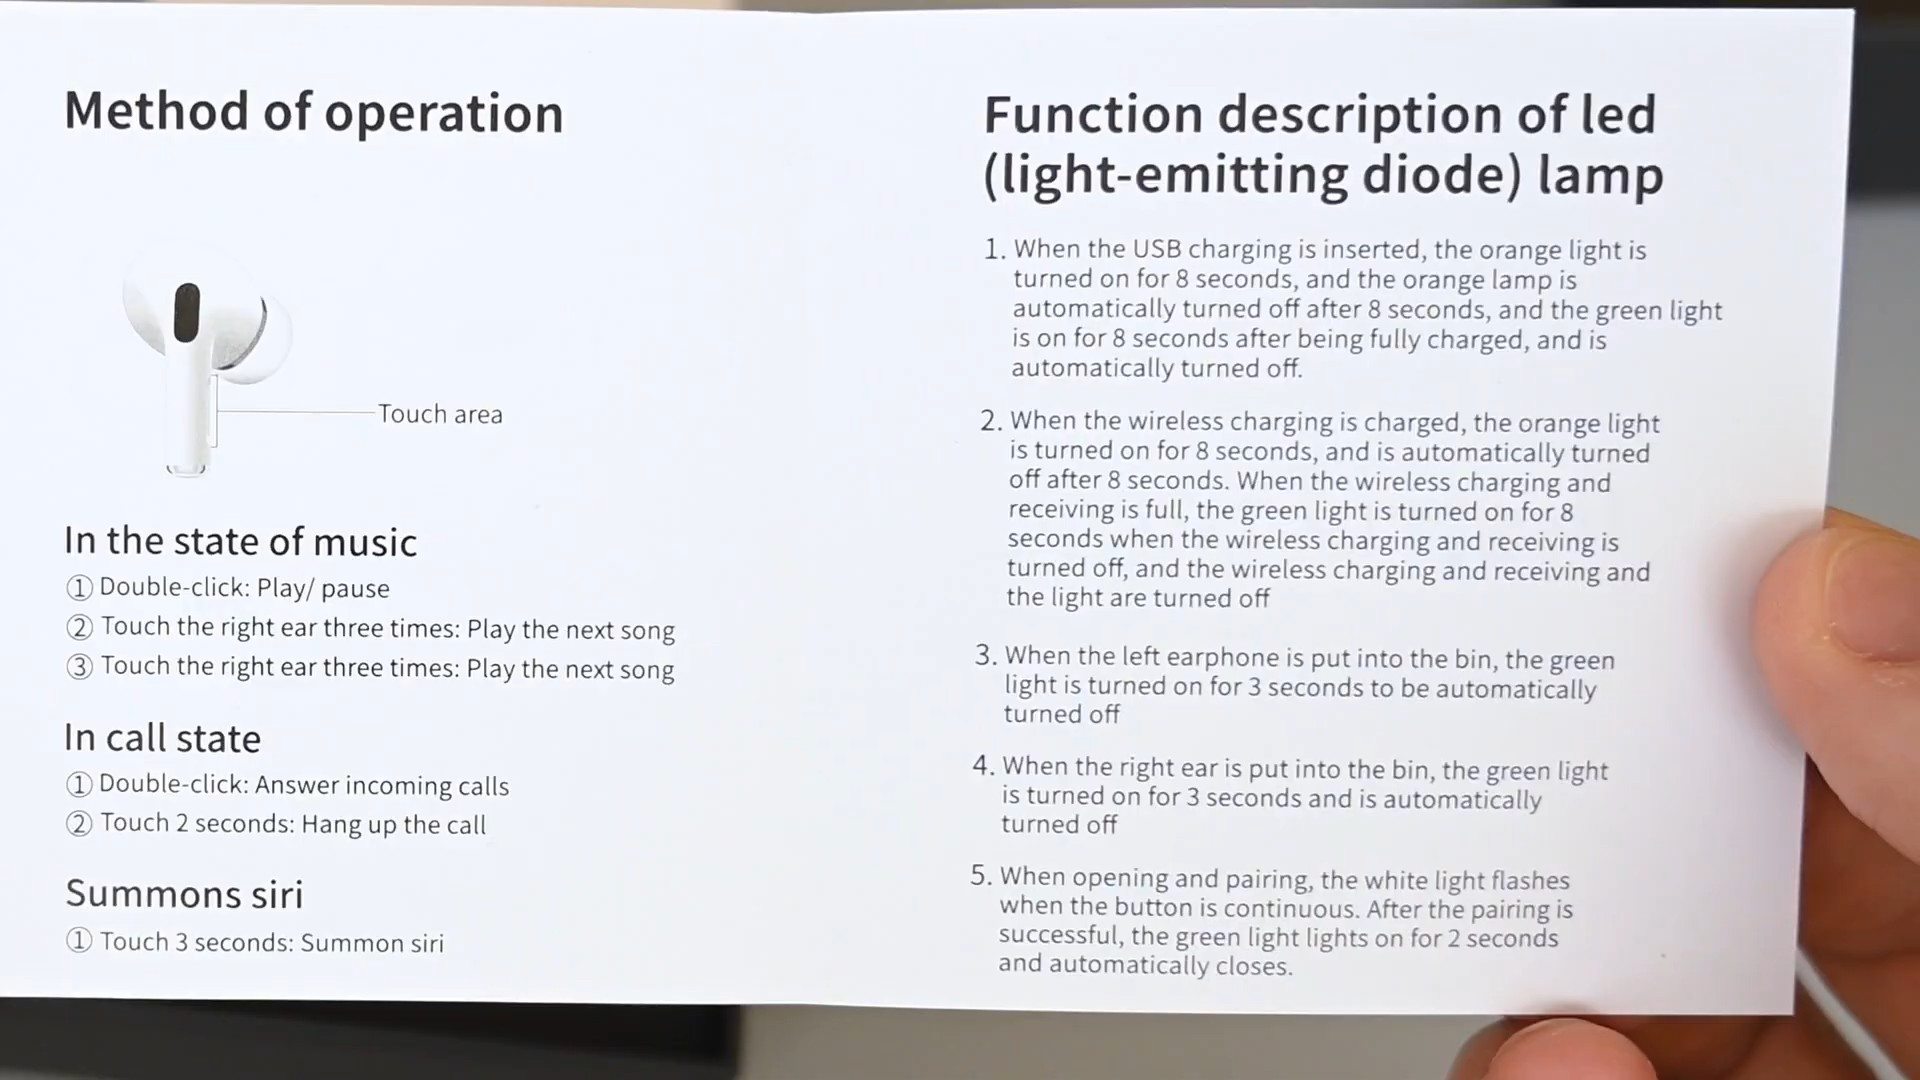 Method of operation
Touch area
In the state of music
① Double-click: Play/ pause
② Touch the right ear three times: Play the next song
③ Touch the right ear three times: Play the next song
In call state
① Double-click: Answer incoming calls
② Touch 2 seconds: Hang up the call
Summons siri
① Touch 3 seconds: Summon siri
Function description of led
(light-emitting diode) lamp
1. When the USB charging is inserted, the orange light is
turned on for 8 seconds, and the orange lamp is
automatically turned off after 8 seconds, and the green light
is on for 8 seconds after being fully charged, and is
automatically turned off.
2. When the wireless charging is charged, the orange light
is turned on for 8 seconds, and is automatically turned
off after 8 seconds. When the wireless charging and
receiving is full, the green light is turned on for 8
seconds when the wireless charging and receiving is
turned off, and the wireless charging and receiving and
the light are turned off
3. When the left earphone is put into the bin, the green
light is turned on for 3 seconds to be automatically
turned off
4. When the right ear is put into the bin, the green light
is turned on for 3 seconds and is automatically
turned off
5. When opening and pairing, the white light flashes
when the button is continuous. After the pairing is
successful, the green light lights on for 2 seconds
and automatically closes.